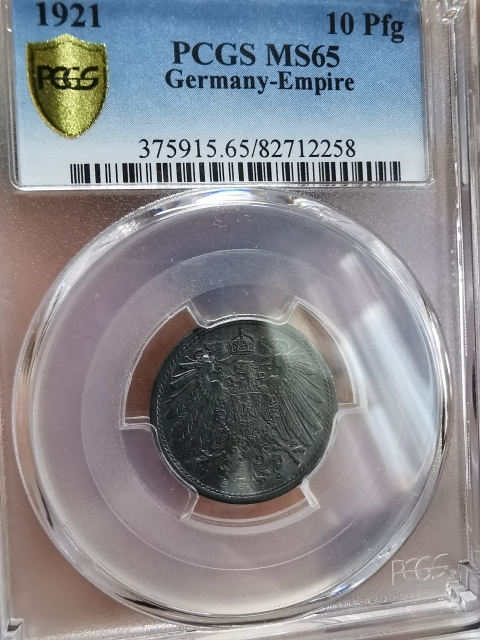 1921 10 Pfg
PCGS PCGS MS65
Germany-Empire
375915.65/82712258
PCGS